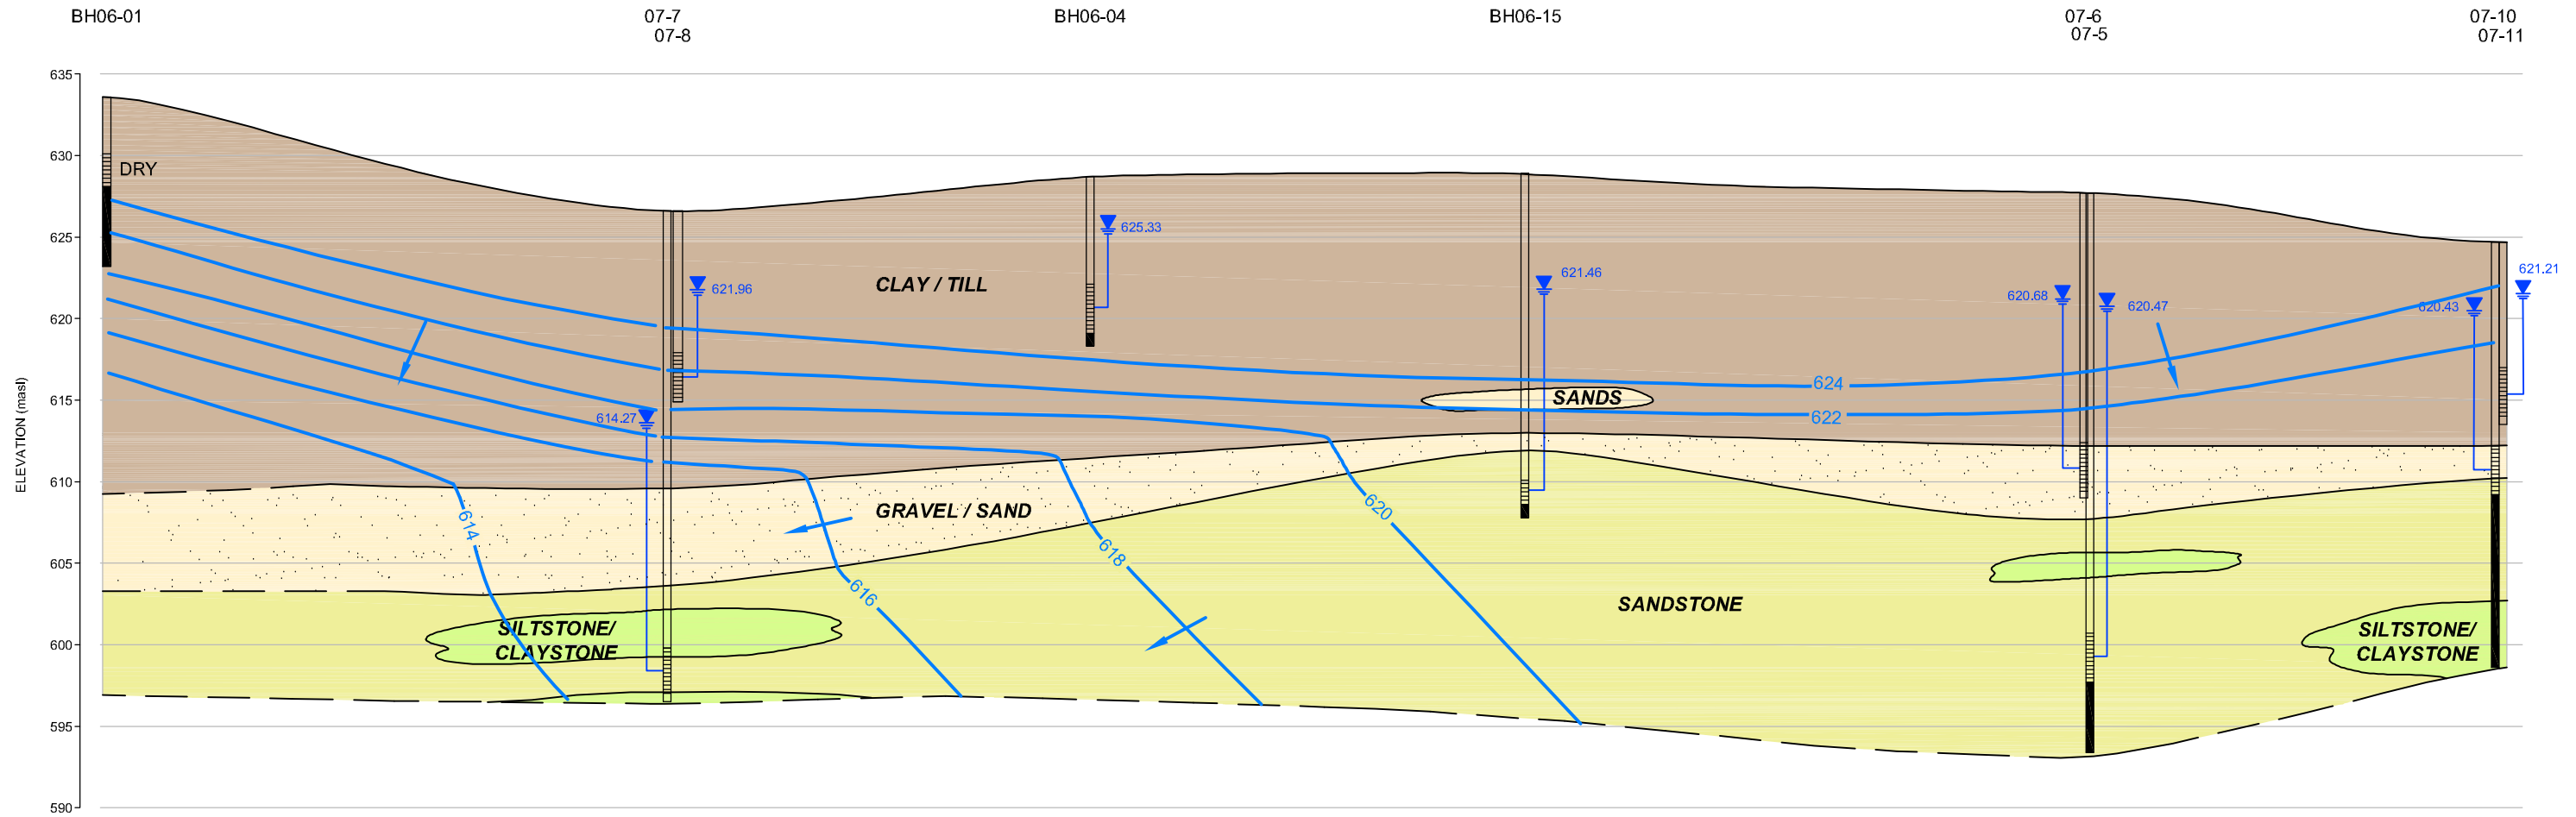 BH06-01
07-7
07-8
BH06-04
BH06-15
07-6
07-5
07-10
07-11
635
630
625
620
615
610
605
600
595
590
ELEVATION (masl)
DRY
621.96
614.27
625.33
621.46
620.68
620.47
620.43
621.21
CLAY / TILL
SANDS
624
622
GRAVEL / SAND
614
616
618
620
SANDSTONE
SILTSTONE/
CLAYSTONE
SILTSTONE/
CLAYSTONE